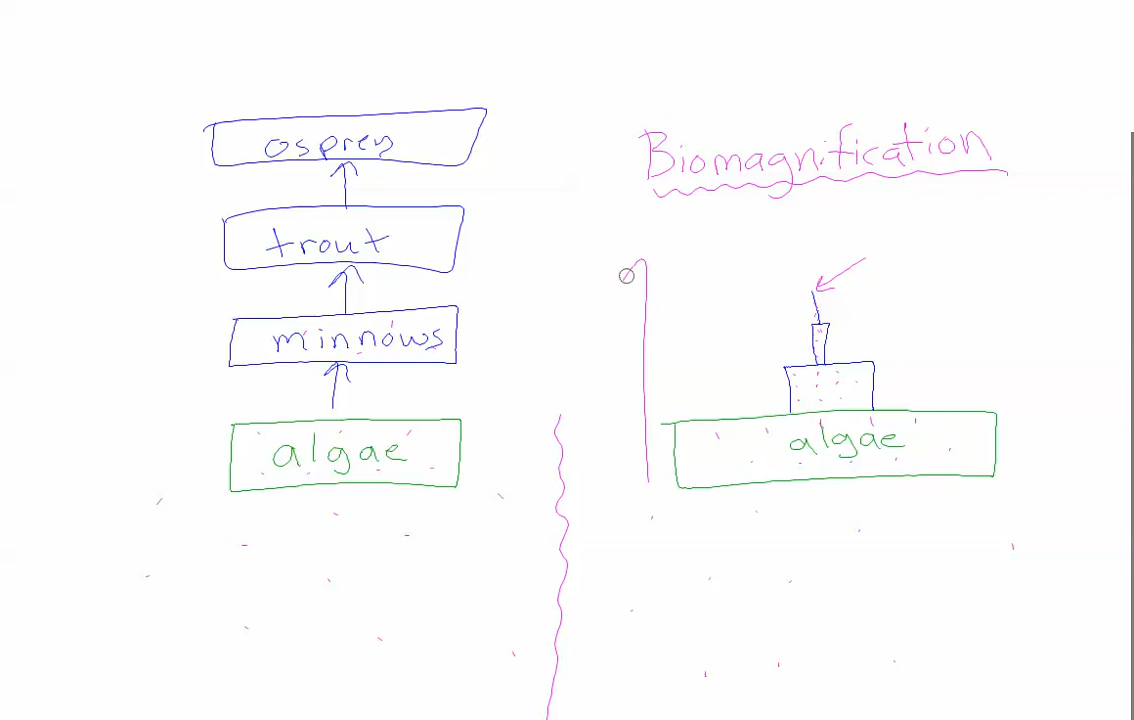 osprey
trout
minnows
algae
Biomagnification
algae